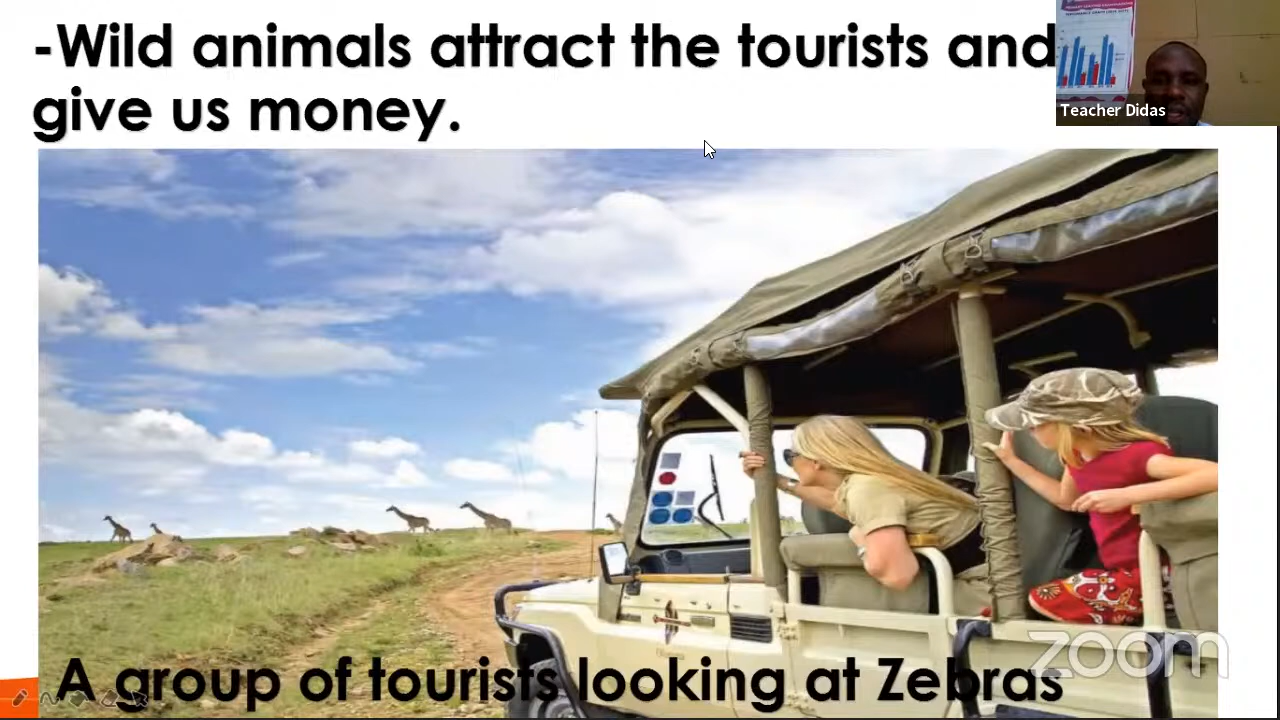 -Wild animals attract the tourists and
give us money.
Teacher Didas
A group of tourists looking at Zebras
zoom